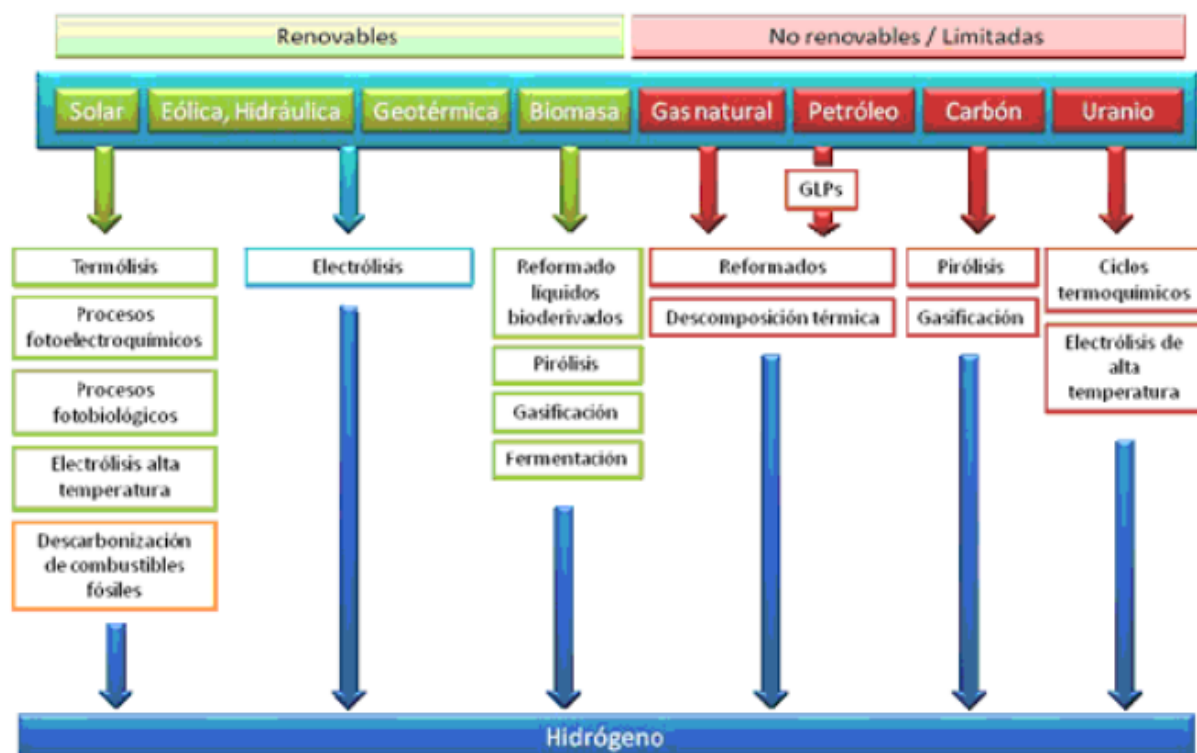 Renovables
No renovables / Limitadas
Solar
Eólica, Hidráulica
Geotérmica
Biomasa
Gas natural
Petróleo
Carbón
Uranio
GLPs
Termólisis
Procesos
fotoelectroquímicos
Procesos
fotobiológicos
Electrólisis alta
temperatura
Descarbonización
de combustibles
fósiles
Electrólisis
Reformado
líquidos
bioderivados
Pirólisis
Gasificación
Fermentación
Reformados
Descomposición térmica
Pirólisis
Gasificación
Ciclos
termoquímicos
Electrólisis de
alta
temperatura
Hidrógeno